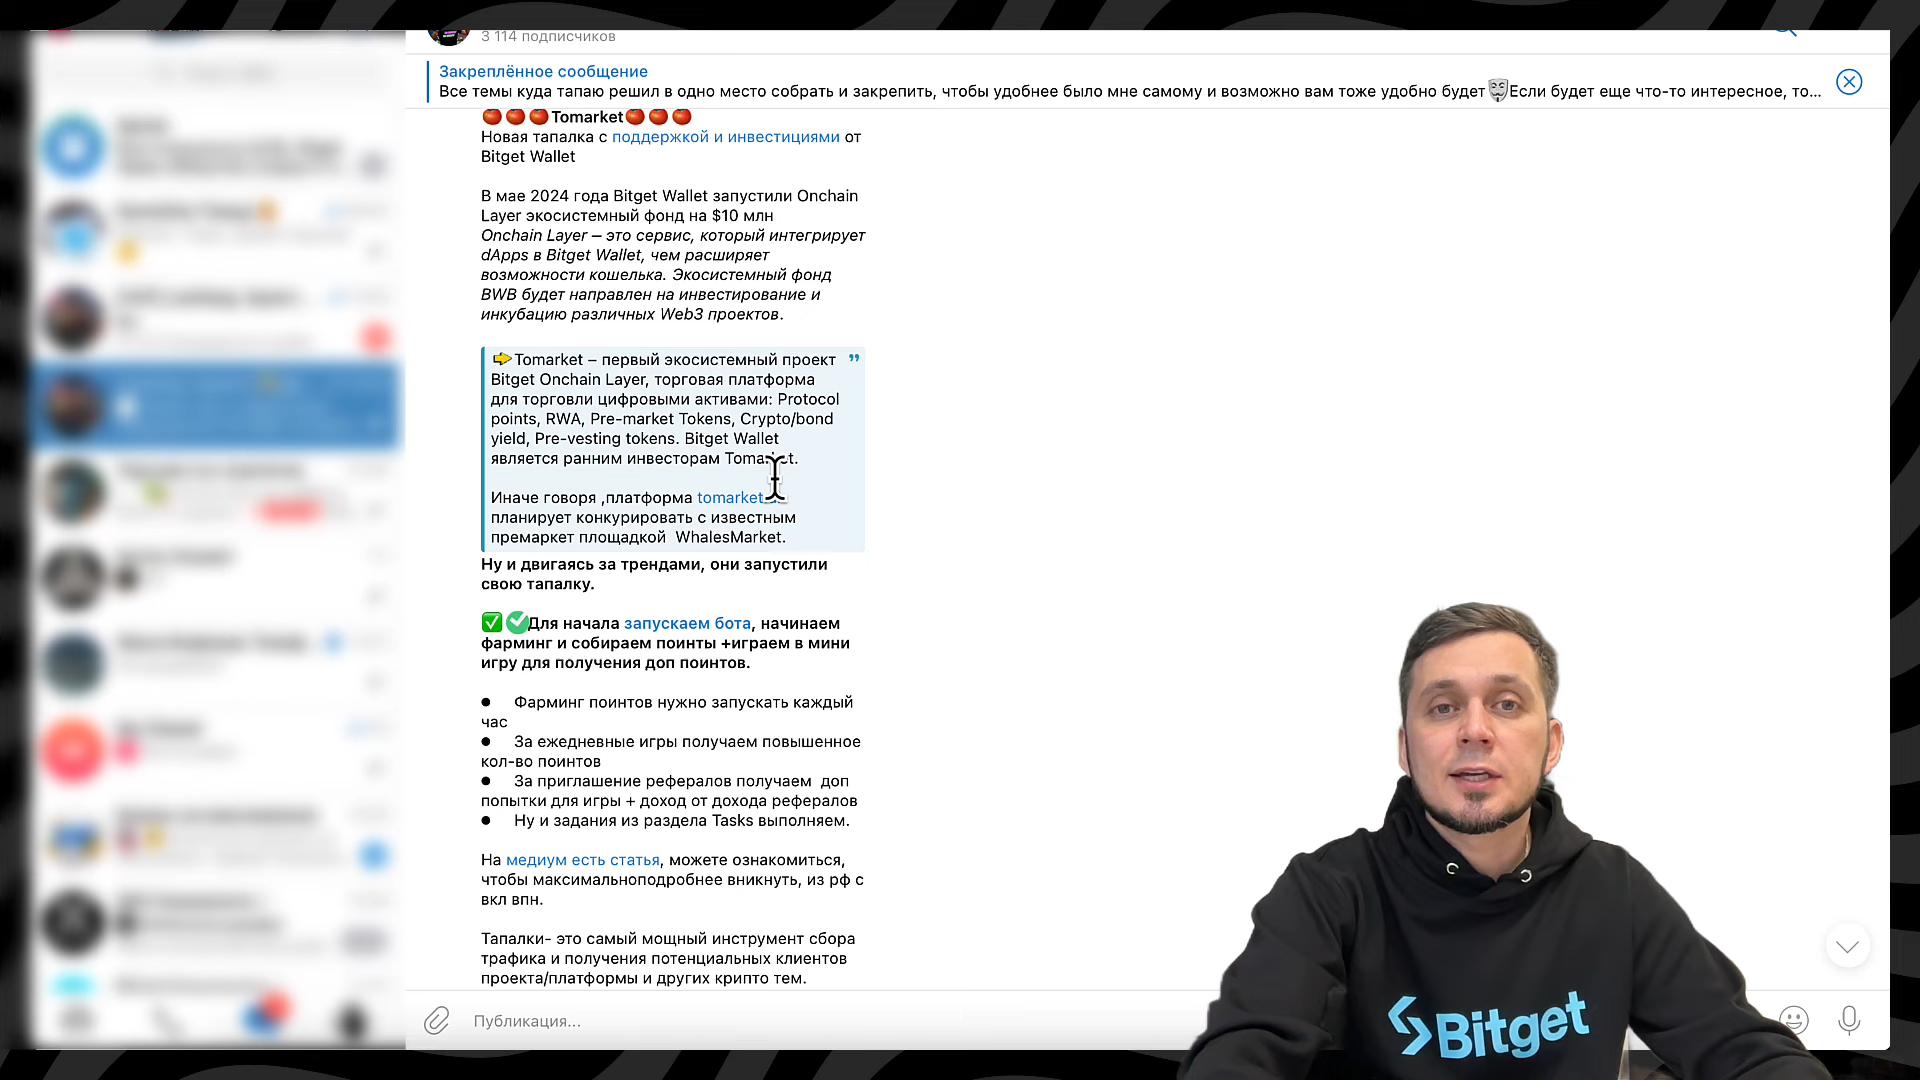 3 114 подписчиков
Закреплённое сообщение
Все темы куда тапаю решил в одно место собрать и закрепить, чтобы удобнее было мне самому и возможно вам тоже удобно будет Если будет еще что-то интересное, то...
Tomarket
Новая тапалка с поддержкой и инвестициями от
Bitget Wallet
В мае 2024 года Bitget Wallet запустили Onchain
Layer экосистемный фонд на $10 млн
Onchain Layer – это сервис, который интегрирует
dApps в Bitget Wallet, чем расширяет
возможности кошелька. Экосистемный фонд
BWB будет направлен на инвестирование и
инкубацию различных Web3 проектов.
Tomarket – первый экосистемный проект
Bitget Onchain Layer, торговая платформа
для торговли цифровыми активами: Protocol
points, RWA, Pre-market Tokens, Crypto/bond
yield, Pre-vesting tokens. Bitget Wallet
является ранним инвесторам Tomarket.
Иначе говоря ,платформа tomarket
планирует конкурировать с известным
премаркет площадкой WhalesMarket.
Ну и двигаясь за трендами, они запустили
свою тапалку.
Для начала запускаем бота, начинаем
фарминг и собираем поинты +играем в мини
игру для получения доп поинтов.
● Фарминг поинтов нужно запускать каждый
час
● За ежедневные игры получаем повышенное
кол-во поинтов
● За приглашение рефералов получаем доп
попытки для игры + доход от дохода рефералов
● Ну и задания из раздела Tasks выполняем.
На медиум есть статья, можете ознакомиться,
чтобы максимальноподробнее вникнуть, из рф с
вкл впн.
Тапалки- это самый мощный инструмент сбора
трафика и получения потенциальных клиентов
проекта/платформы и других крипто тем.
Публикация...
Bitget